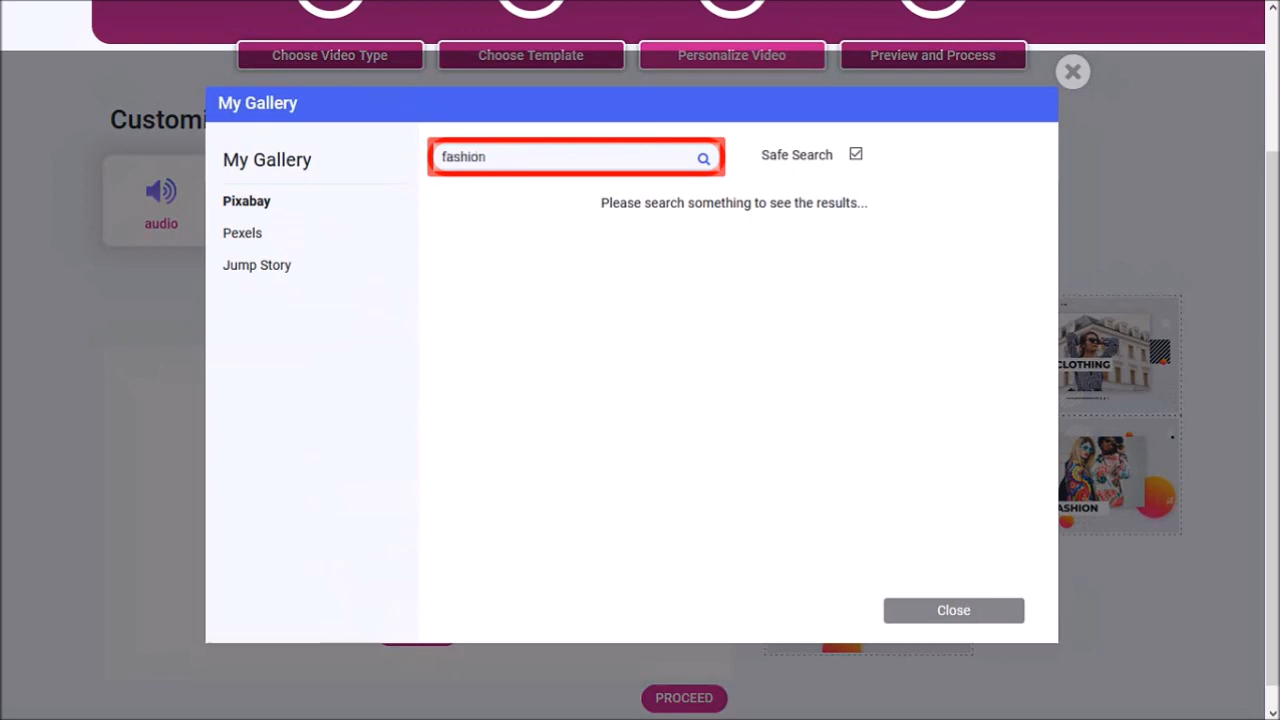 Choose Video Type
Choose Template
Personalize Video
Preview and Process
Customi
My Gallery
My Gallery
Pixabay
Pexels
Jump Story
fashion
Safe Search
Please search something to see the results...
audio
CLOTHING
FASHION
Close
PROCEED